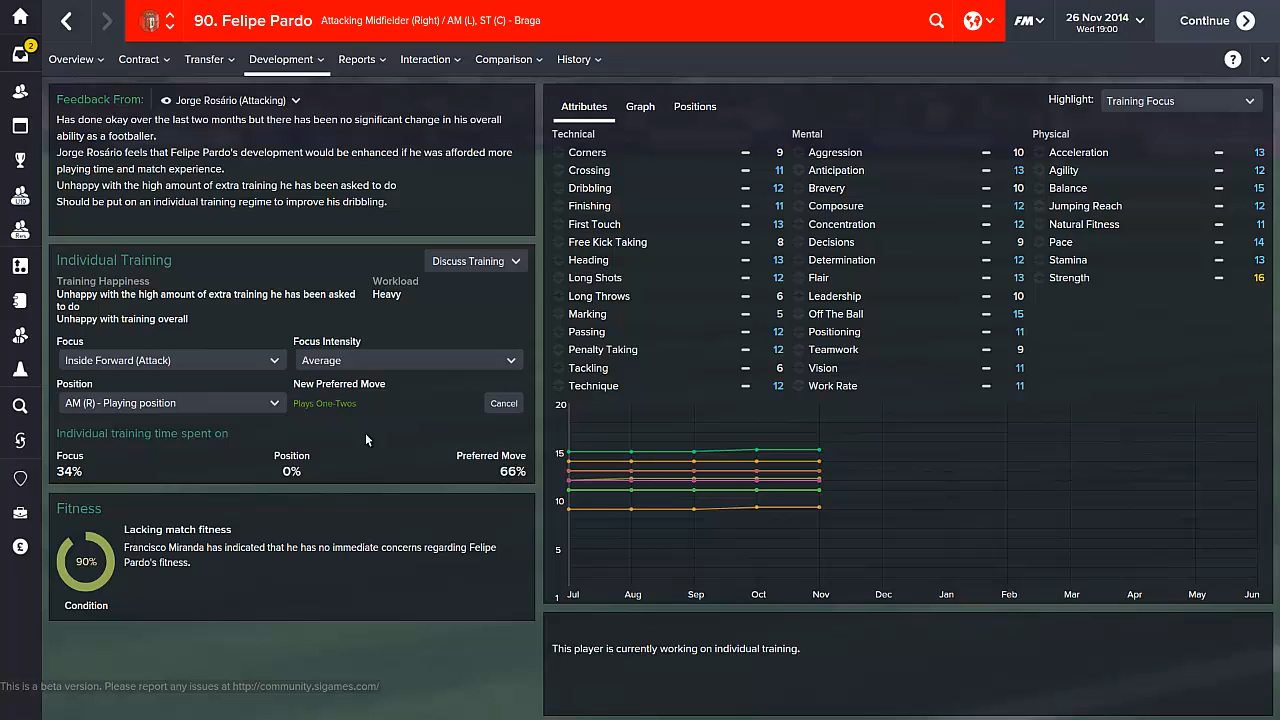 90. Felipe Pardo Attacking Midfielder (Right) / AM (L), ST (C) - Braga
FM
26 Nov 2014
Wed 19:00
Continue
2
Overview Contract Transfer Development Reports Interaction Comparison History
?
Feedback From: Jorge Rosário (Attacking)
Has done okay over the last two months but there has been no significant change in his overall
ability as a footballer.
Jorge Rosário feels that Felipe Pardo's development would be enhanced if he was afforded more
playing time and match experience.
Unhappy with the high amount of extra training he has been asked to do
Should be put on an individual training regime to improve his dribbling.
Individual Training Discuss Training
Training Happiness Workload
Unhappy with the high amount of extra training he has been asked Heavy
to do
Unhappy with training overall
Focus Focus Intensity
Inside Forward (Attack) Average
Position New Preferred Move
AM (R) - Playing position Plays One-Twos Cancel
Individual training time spent on
Focus Position Preferred Move
34% 0% 66%
Fitness
Lacking match fitness
Francisco Miranda has indicated that he has no immediate concerns regarding Felipe
Pardo's fitness.
90%
Condition
This is a beta version. Please report any issues at http://community.sigames.com/
Attributes Graph Positions Highlight: Training Focus
Technical Mental Physical
Corners 9 Aggression 10 Acceleration 13
Crossing 11 Anticipation 13 Agility 12
Dribbling 12 Bravery 10 Balance 15
Finishing 11 Composure 12 Jumping Reach 12
First Touch 13 Concentration 12 Natural Fitness 11
Free Kick Taking 8 Decisions 9 Pace 14
Heading 13 Determination 12 Stamina 13
Long Shots 12 Flair 13 Strength 16
Long Throws 6 Leadership 10
Marking 5 Off The Ball 15
Passing 12 Positioning 11
Penalty Taking 12 Teamwork 9
Tackling 6 Vision 11
Technique 12 Work Rate 11
20
15
10
5
1
Jul Aug Sep Oct Nov Dec Jan Feb Mar Apr May Jun
This player is currently working on individual training.